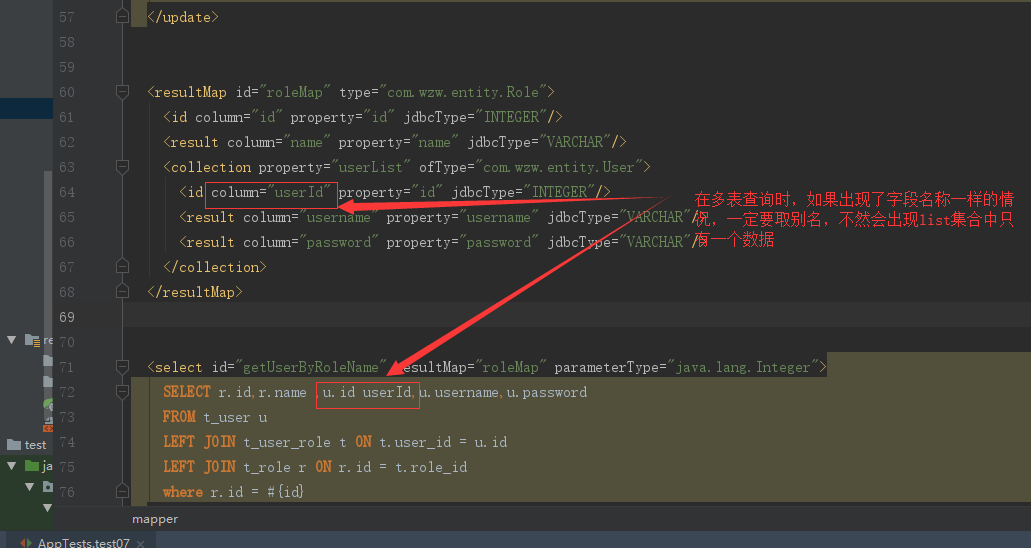 57 </update>
58
59
60 <resultMap id="roleMap" type="com.wzw.entity.Role">
61 <id column="id" property="id" jdbcType="INTEGER"/>
62 <result column="name" property="name" jdbcType="VARCHAR"/>
63 <collection property="userList" ofType="com.wzw.entity.User">
64 <id column="userId" property="id" jdbcType="INTEGER"/>
65 <result column="username" property="username" jdbcType="VARCHAR"/>
66 <result column="password" property="password" jdbcType="VARCHAR"/>
67 </collection>
68 </resultMap>
69
70
71 <select id="getUserByRoleName" resultMap="roleMap" parameterType="java.lang.Integer">
72 SELECT r.id,r.name ,u.id userId,u.username,u.password
73 FROM t_user u
74 LEFT JOIN t_user_role t ON t.user_id = u.id
75 LEFT JOIN t_role r ON r.id = t.role_id
76 where r.id = #{id}
在多表查询时，如果出现了字段名称一样的情
况，一定要取别名，不然会出现list集合中只
有一个数据
re
test
ja
mapper
AppTests.test07